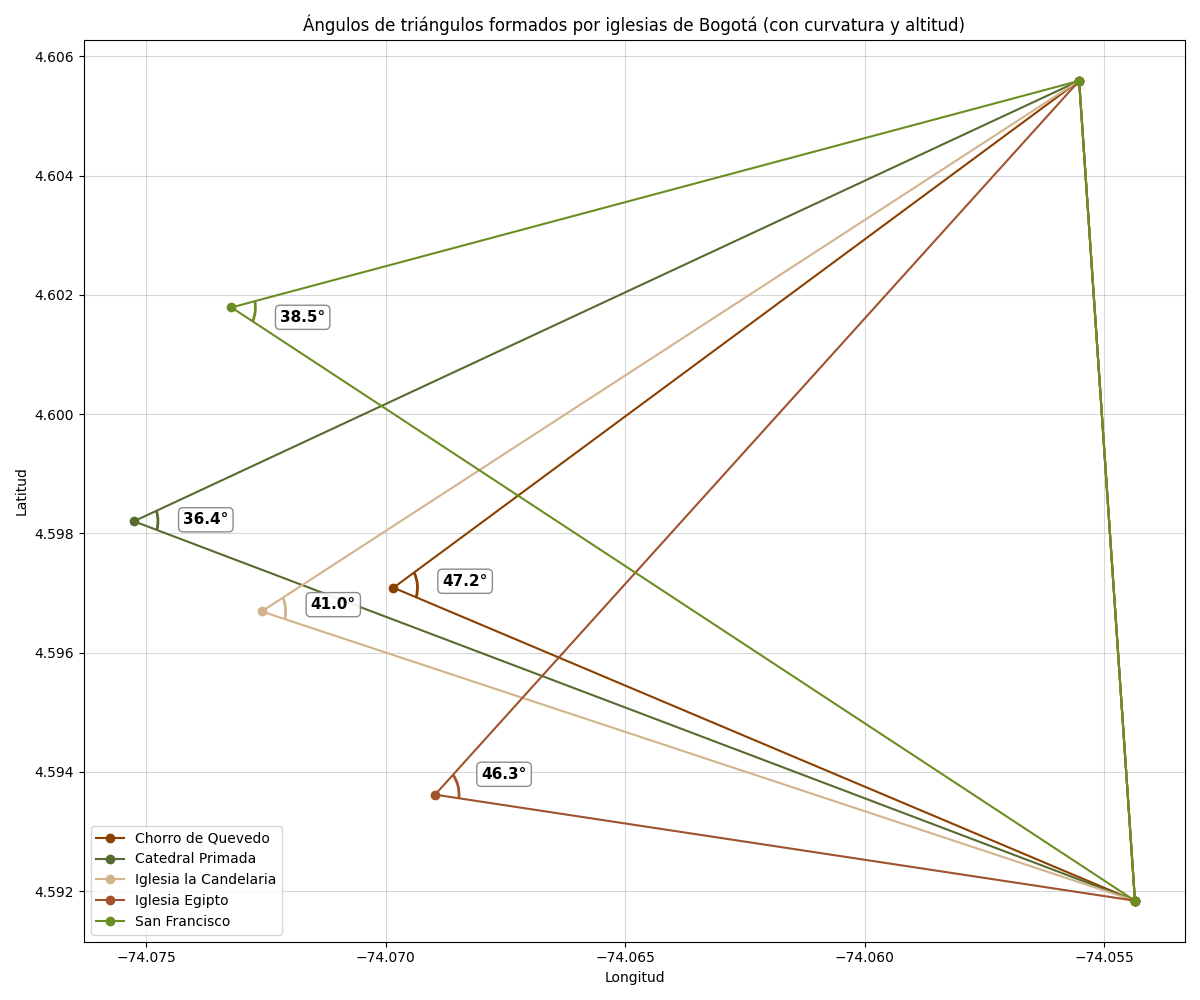 Ángulos de triángulos formados por iglesias de Bogotá (con curvatura y altitud)
4.606
4.604
4.602
4.600
4.598
4.596
4.594
4.592
Latitud
38.5°
36.4°
47.2°
41.0°
46.3°
Chorro de Quevedo
Catedral Primada
Iglesia la Candelaria
Iglesia Egipto
San Francisco
−74.075 −74.070 −74.065 −74.060 −74.055
Longitud